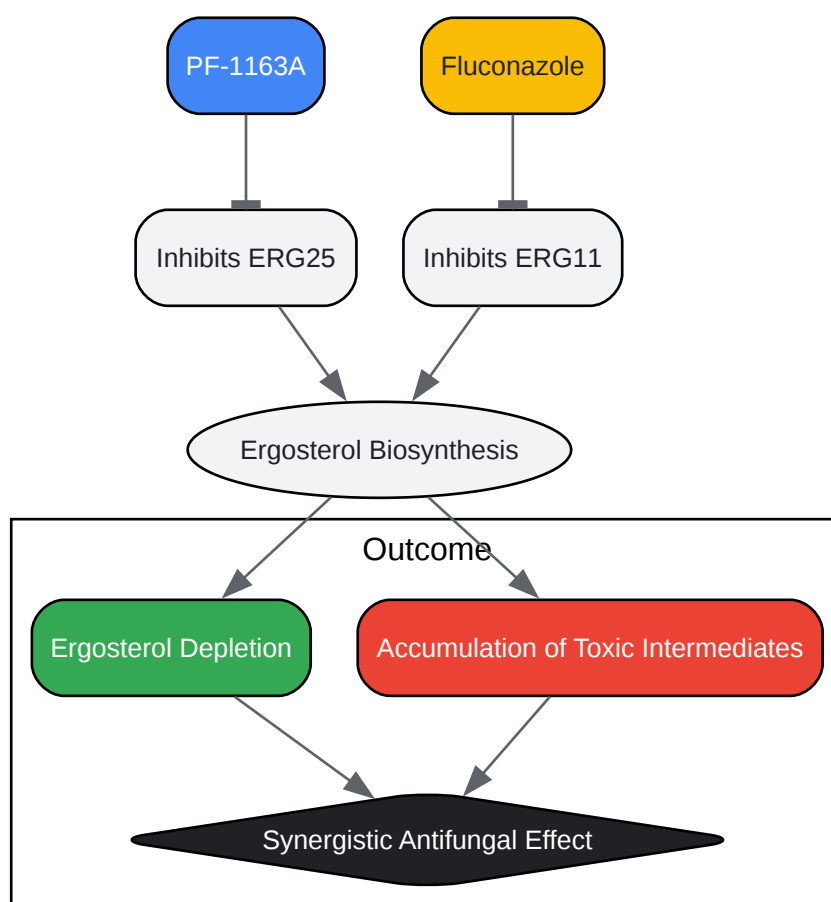 PF-1163A
Fluconazole
Inhibits ERG25
Inhibits ERG11
Ergosterol Biosynthesis
Outcome
Ergosterol Depletion
Accumulation of Toxic Intermediates
Synergistic Antifungal Effect